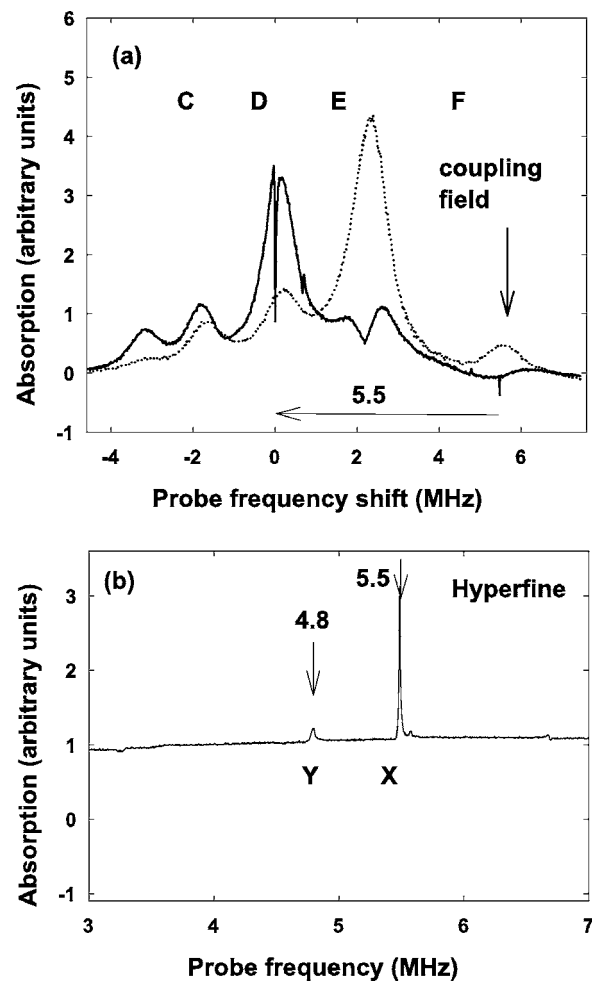 6
(a)
5
C D E F
4
coupling
field
3
2
1
0
5.5
-1
-4 -2 0 2 4 6
Absorption (arbitrary units)
Probe frequency shift (MHz)
(b)
5.5
Hyperfine
3
4.8
2
1
Y X
0
-1
3 4 5 6 7
Absorption (arbitrary units)
Probe frequency (MHz)